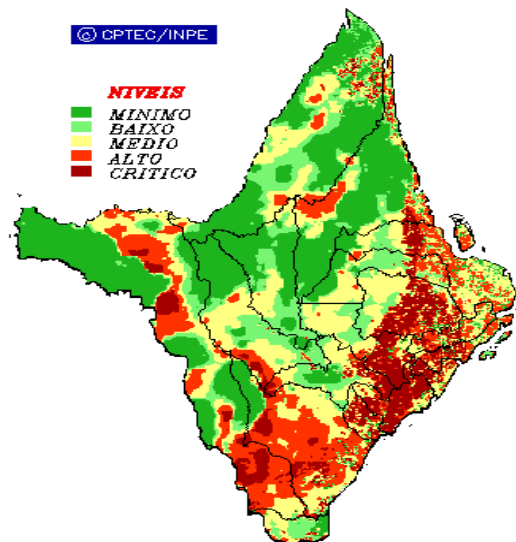 © CPTEC/INPE
NIVEIS
MINIMO
BAIXO
MEDIO
ALTO
CRITICO